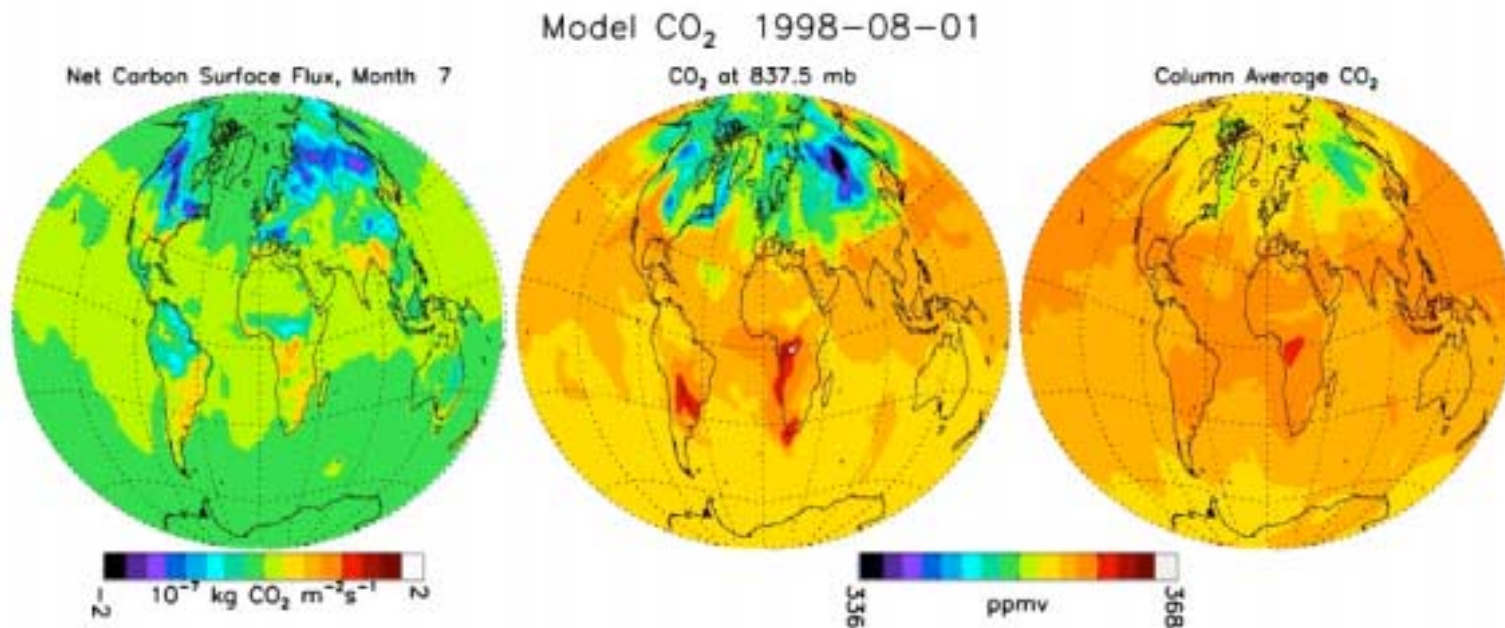 Model CO₂ 1998-08-01
Net Carbon Surface Flux, Month 7
CO₂ at 837.5 mb
Column Average CO₂
-2 10⁻⁷ kg CO₂ m⁻²s⁻¹ 2
336 ppmv 368